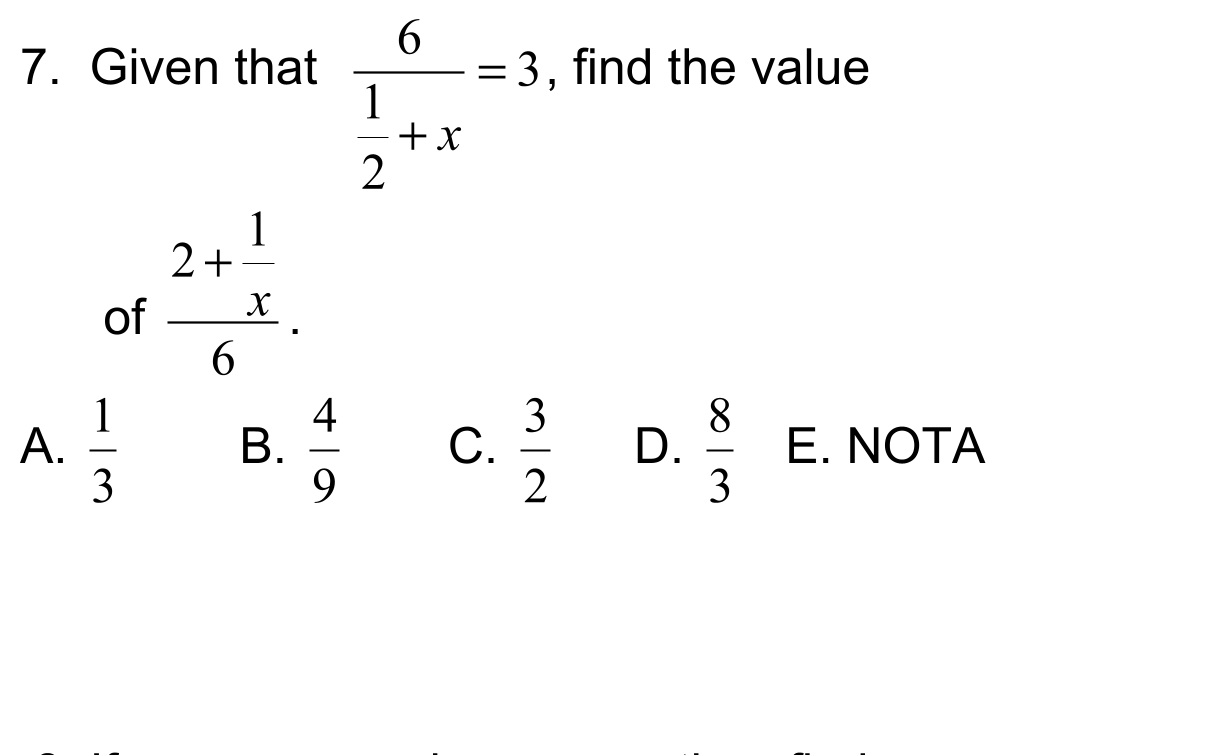 7. Given that \frac{6}{\frac{1}{2}+x}=3, find the value
of \frac{2+\frac{1}{x}}{6}.
A. \frac{1}{3} B. \frac{4}{9} C. \frac{3}{2} D. \frac{8}{3} E. NOTA